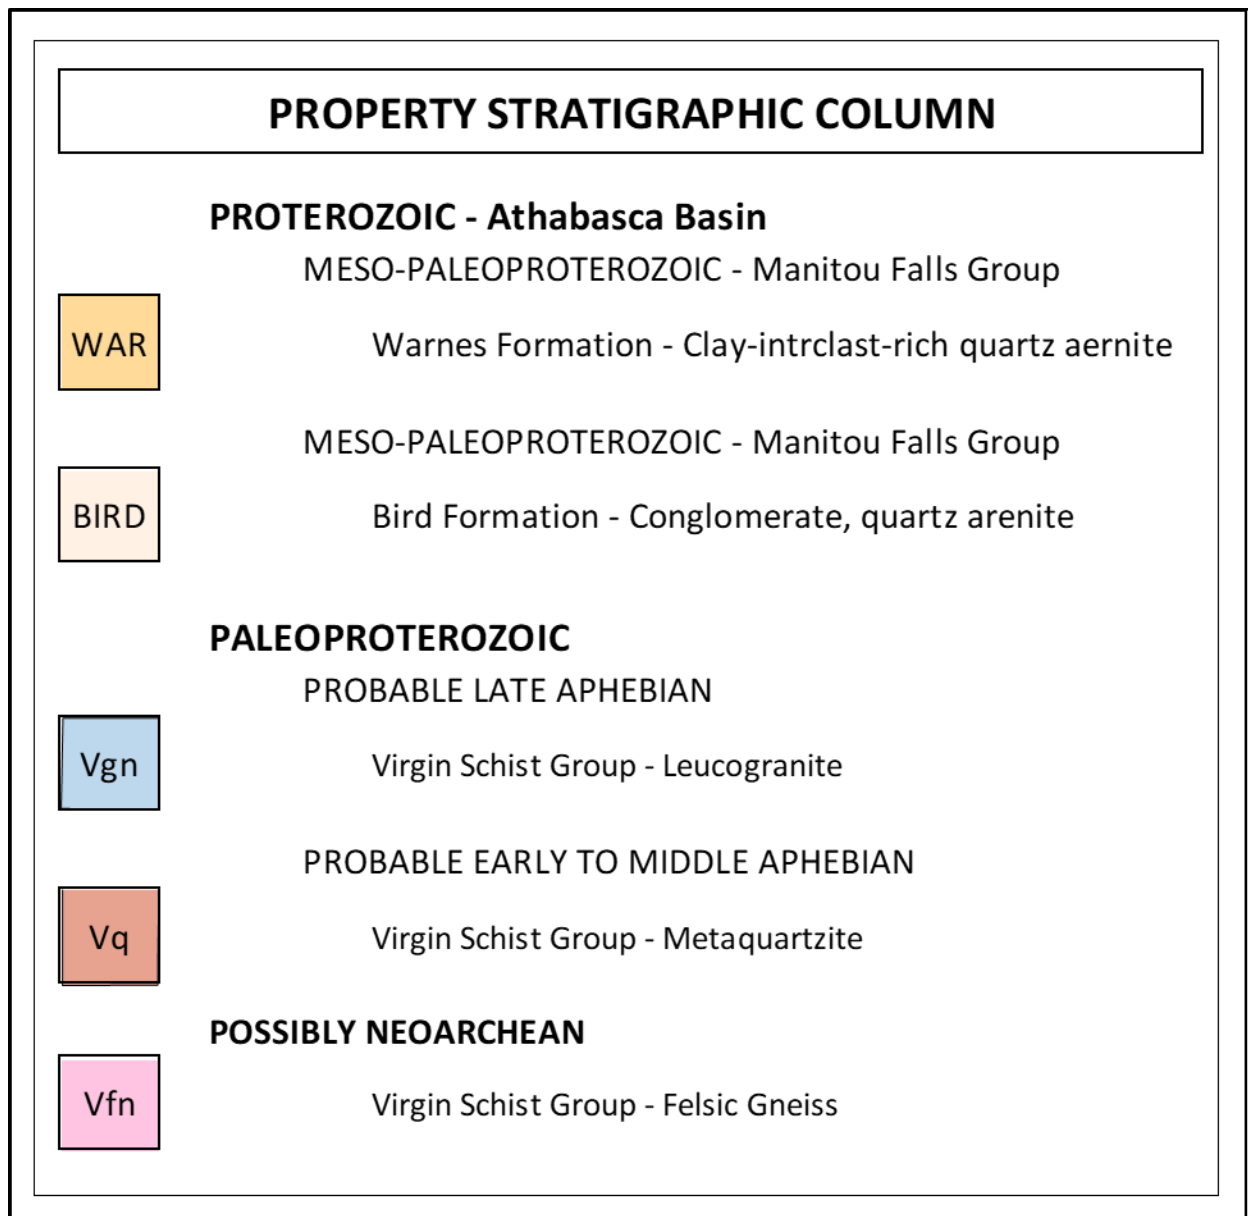 PROPERTY STRATIGRAPHIC COLUMN
PROTEROZOIC - Athabasca Basin
MESO-PALEOPROTEROZOIC - Manitou Falls Group
WAR Warnes Formation - Clay-intrclast-rich quartz aernite
MESO-PALEOPROTEROZOIC - Manitou Falls Group
BIRD Bird Formation - Conglomerate, quartz arenite
PALEOPROTEROZOIC
PROBABLE LATE APHEBIAN
Vgn Virgin Schist Group - Leucogranite
PROBABLE EARLY TO MIDDLE APHEBIAN
Vq Virgin Schist Group - Metaquartzite
POSSIBLY NEOARCHEAN
Vfn Virgin Schist Group - Felsic Gneiss